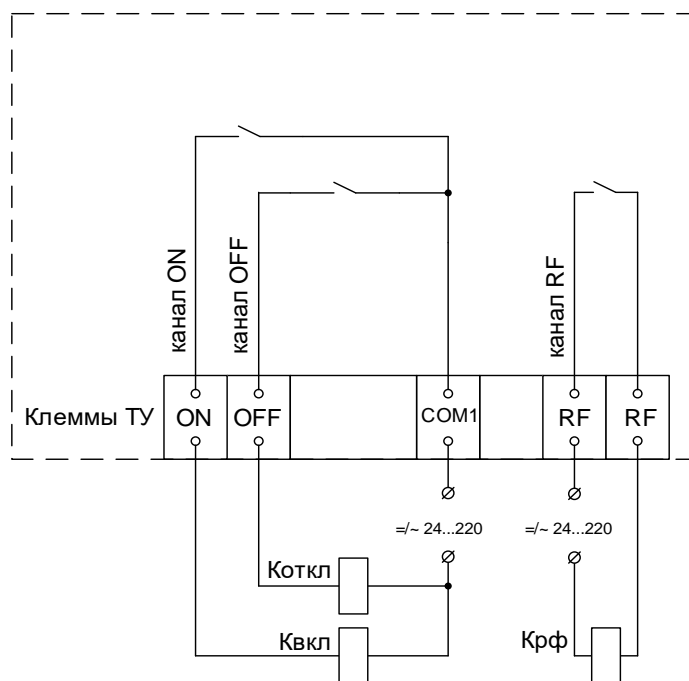 канал ON
канал OFF
канал RF
Клеммы ТУ
ON
OFF
COM1
RF
RF
=/~ 24...220
=/~ 24...220
Коткл
Квкл
Крф